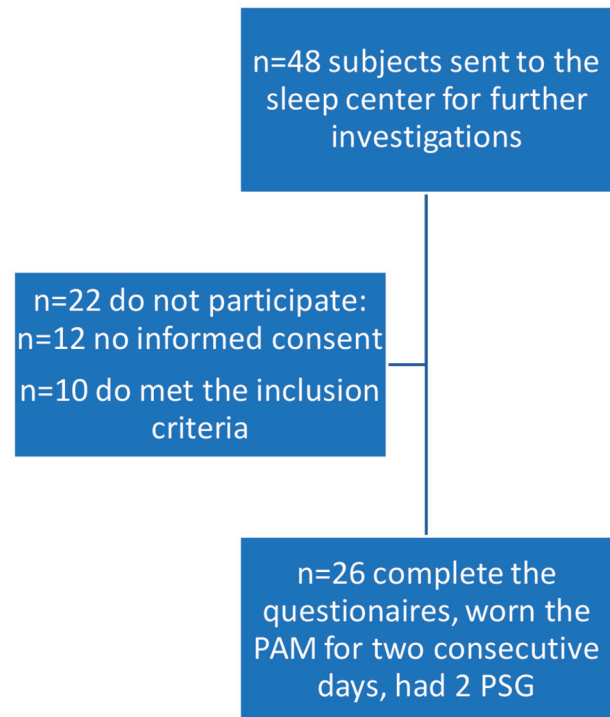 n=48 subjects sent to the
sleep center for further
investigations
n=22 do not participate:
n=12 no informed consent
n=10 do met the inclusion
criteria
n=26 complete the
questionaires, worn the
PAM for two consecutive
days, had 2 PSG